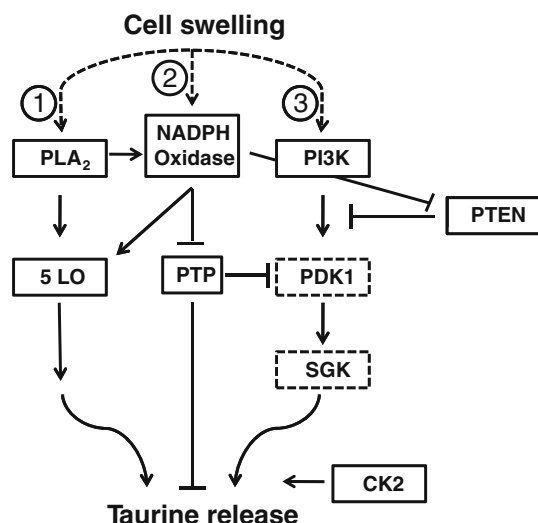 Cell swelling
1
2
3
PLA₂
NADPH
Oxidase
PI3K
PTEN
5 LO
PTP
PDK1
SGK
CK2
Taurine release